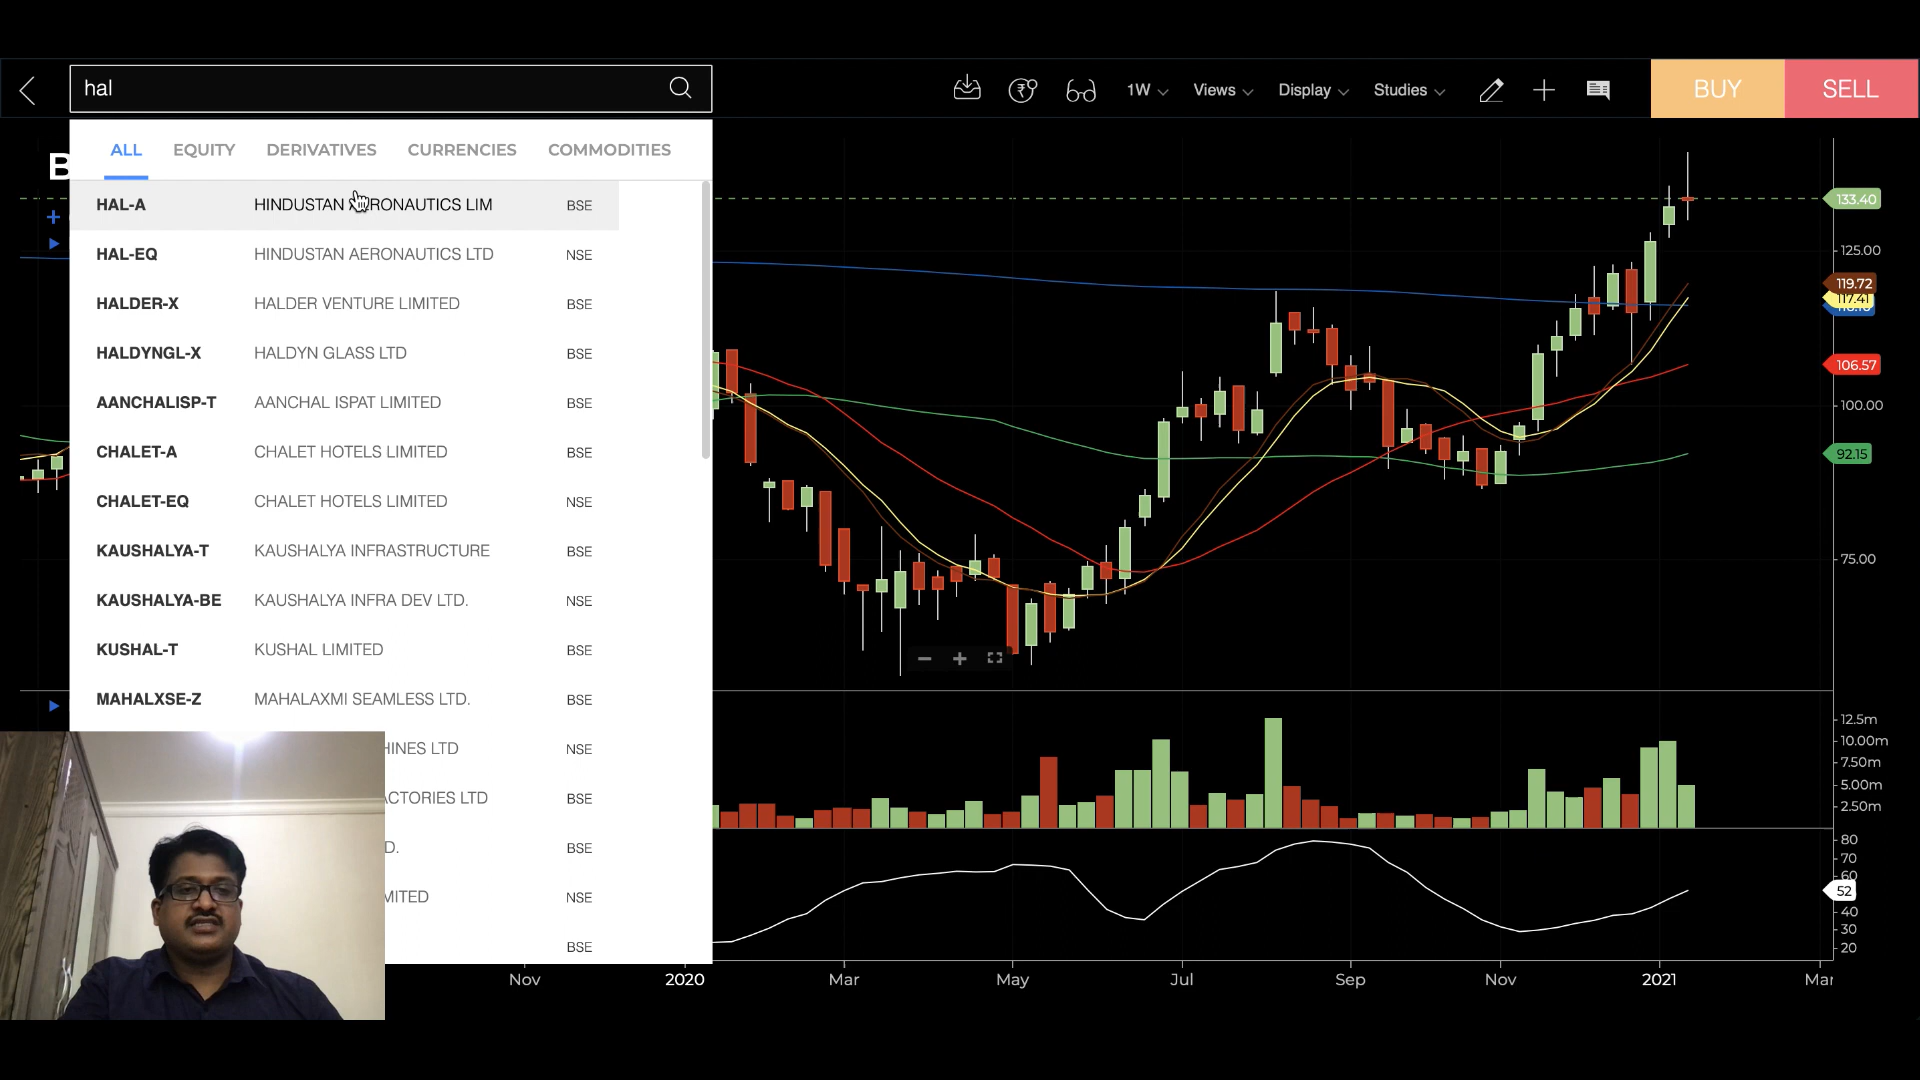 hal
1W
Views
Display
Studies
BUY
SELL
ALL EQUITY DERIVATIVES CURRENCIES COMMODITIES
B
HAL-A HINDUSTAN AERONAUTICS LIM BSE
HAL-EQ HINDUSTAN AERONAUTICS LTD NSE
HALDER-X HALDER VENTURE LIMITED BSE
HALDYNGL-X HALDYN GLASS LTD BSE
AANCHALISP-T AANCHAL ISPAT LIMITED BSE
CHALET-A CHALET HOTELS LIMITED BSE
CHALET-EQ CHALET HOTELS LIMITED NSE
KAUSHALYA-T KAUSHALYA INFRASTRUCTURE BSE
KAUSHALYA-BE KAUSHALYA INFRA DEV LTD. NSE
KUSHAL-T KUSHAL LIMITED BSE
MAHALXSE-Z MAHALAXMI SEAMLESS LTD. BSE
HINES LTD NSE
ACTORIES LTD BSE
D. BSE
MITED NSE
BSE
133.40
125.00
119.72
117.41
106.57
100.00
92.15
75.00
12.5m
10.00m
7.50m
5.00m
2.50m
80
70
60
52
40
30
20
Nov 2020 Mar May Jul Sep Nov 2021 Mar